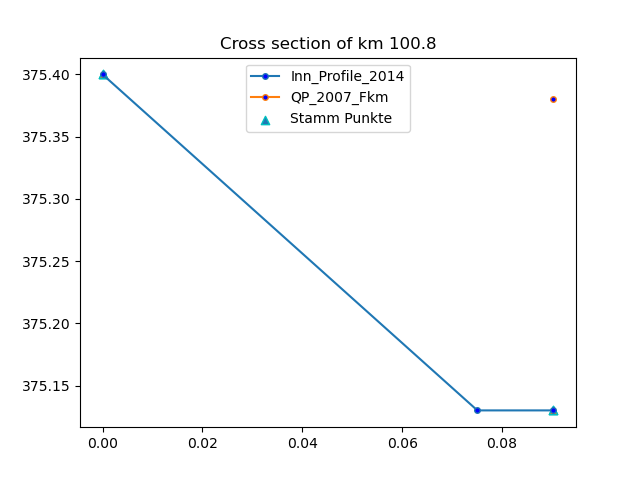 Cross section of km 100.8
Inn_Profile_2014
QP_2007_Fkm
Stamm Punkte
375.40
375.35
375.30
375.25
375.20
375.15
0.00 0.02 0.04 0.06 0.08